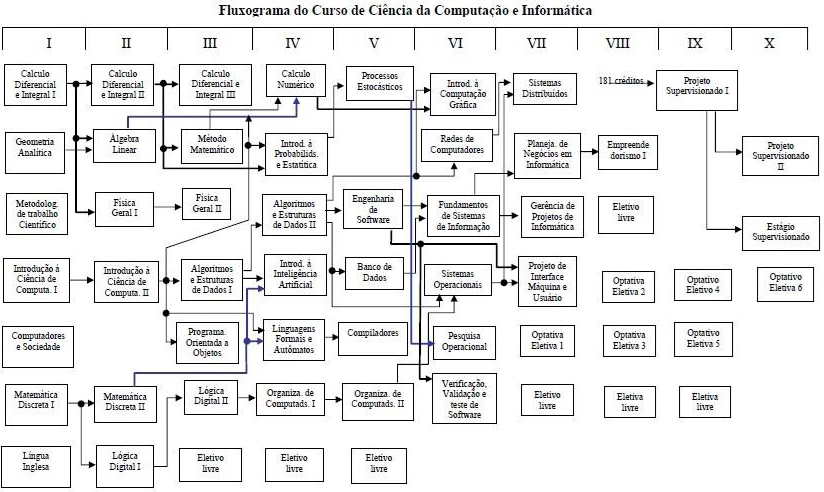 Fluxograma do Curso de Ciência da Computação e Informática
I
II
III
IV
V
VI
VII
VIII
IX
X
Calculo
Diferencial
e Integral I
Geometria
Analítica
Metodolog.
de trabalho
Científico
Introdução à
Ciência de
Computa. I
Computadores
e Sociedade
Matemática
Discreta I
Língua
Inglesa
Calculo
Diferencial
e Integral II
Álgebra
Linear
Física
Geral I
Introdução à
Ciência de
Computa. II
Matemática
Discreta II
Lógica
Digital I
Calculo
Diferencial e
Integral III
Método
Matemático
Física
Geral II
Algoritmos
e Estruturas
de Dados I
Programa.
Orientada a
Objetos
Lógica
Digital II
Eletivo
livre
Calculo
Numérico
Introd. à
Probabilids.
e Estatítica
Algoritmos
e Estruturas
de Dados II
Introd. à
Inteligência
Artificial
Linguagens
Formais e
Autômatos
Organiza. de
Computads. I
Eletivo
livre
Processos
Estocásticos
Engenharia
de
Software
Banco de
Dados
Compiladores
Organiza. de
Computads. II
Eletivo
livre
Introd. à
Computação
Gráfica
Redes de
Computadores
Fundamentos
de Sistemas
de Informação
Sistemas
Operacionais
Pesquisa
Operacional
Verificação,
Validação e
teste de
Software
Sistemas
Distribuídos
Planeja. de
Negócios em
Informática
Gerência de
Projetos de
Informática
Projeto de
Interface
Máquina e
Usuário
Optativa
Eletiva 1
Eletivo
livre
181 créditos
Empreende
dorismo I
Eletivo
livre
Optativa
Eletiva 2
Optativa
Eletiva 3
Eletivo
livre
Projeto
Supervisionado I
Optativo
Eletivo 4
Optativo
Eletivo 5
Eletivo
livre
Projeto
Supervisionado
II
Estágio
Supervisionado
Optativo
Eletivo 6